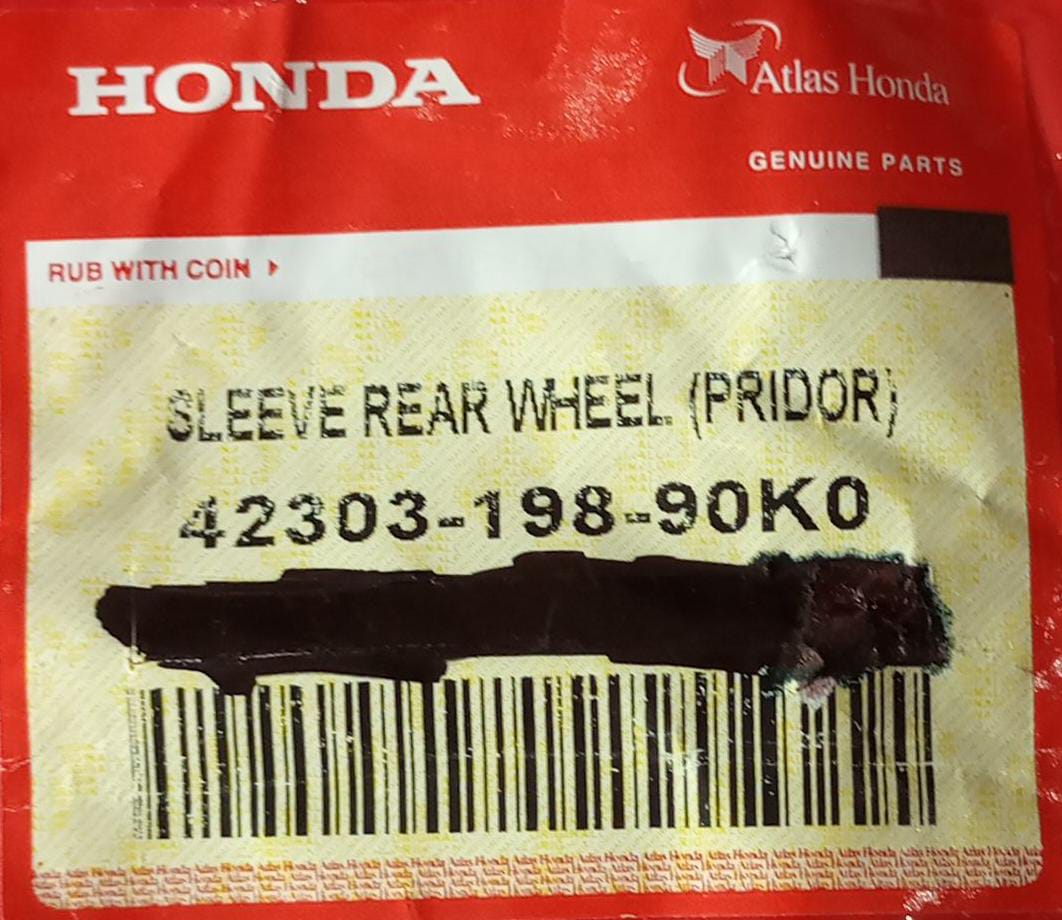 HONDA
Atlas Honda
GENUINE PARTS
RUB WITH COIN
SLEEVE REAR WHEEL (PRIDOR)
42303-198-90K0